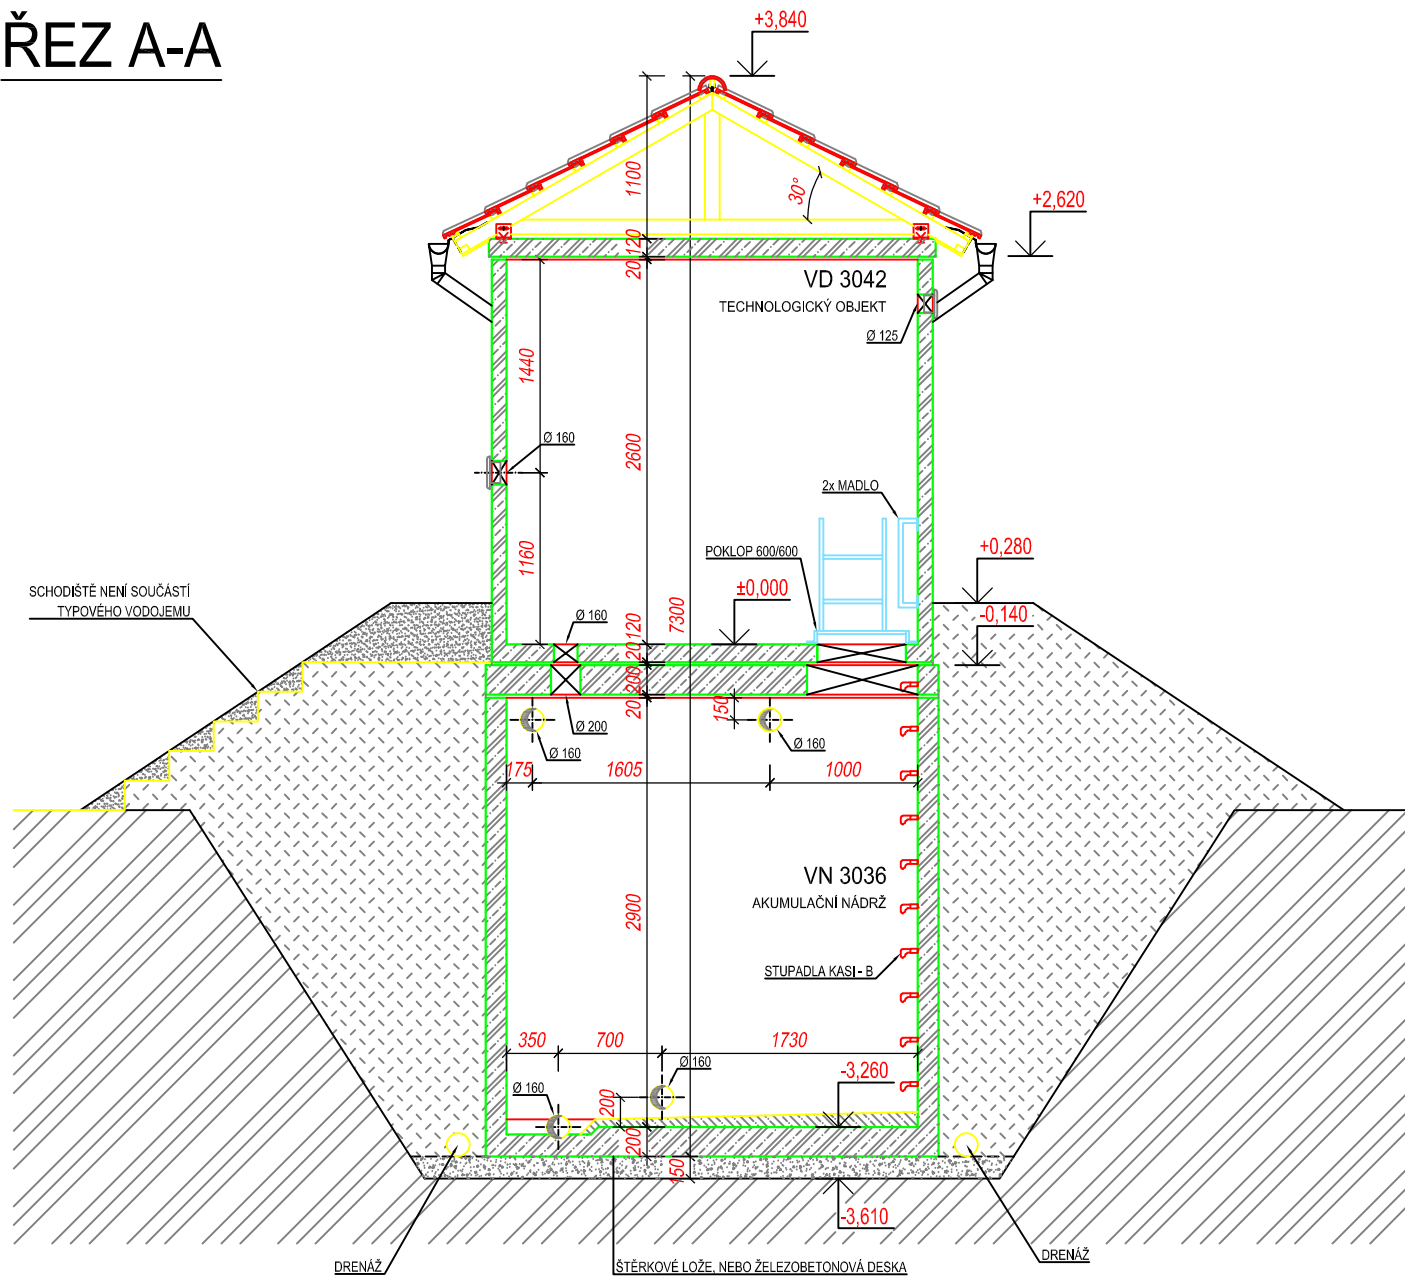 ŘEZ A-A
+3,840
1100
30°
+2,620
120
20
VD 3042
TECHNOLOGICKÝ OBJEKT
Ø 125
1440
Ø 160
2600
2x MADLO
1160
POKLOP 600/600
+0,280
SCHODIŠTĚ NENÍ SOUČÁSTÍ
TYPOVÉHO VODOJEMU
±0,000
7300
-0,140
Ø 160
120
20
200
20
150
Ø 200
Ø 160
Ø 160
175
1605
1000
VN 3036
AKUMULAČNÍ NÁDRŽ
2900
STUPADLA KASI - B
350
700
1730
Ø 160
-3,260
Ø 160
200
200
150
-3,610
DRENÁŽ
ŠTĚRKOVÉ LOŽE, NEBO ŽELEZOBETONOVÁ DESKA
DRENÁŽ